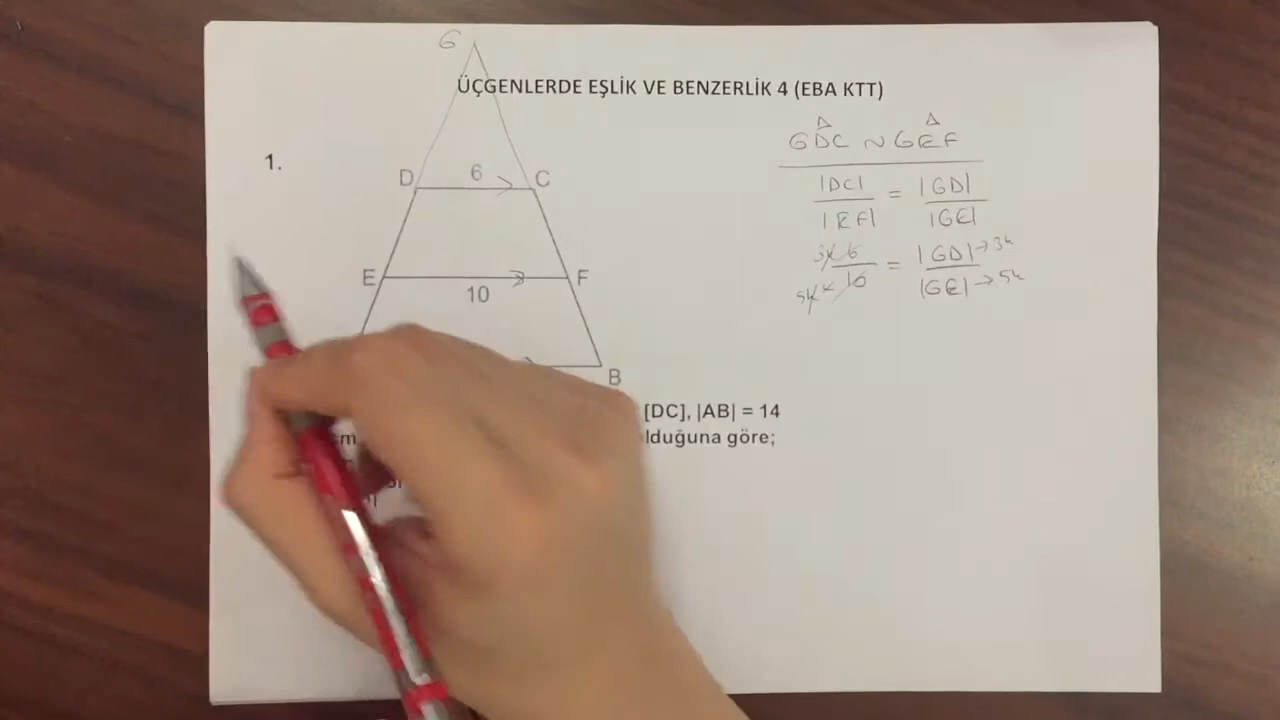 G
ÜÇGENLERDE EŞLİK VE BENZERLİK 4 (EBA KTT)
1.
D 6 C
E F
10
B
[DC], |AB| = 14
olduğuna göre;
GDC ~ GEF
|DC| = |GD|
|EF| |GE|
3k 6 = |GD| → 3k
5k 10 |GE| → 5k